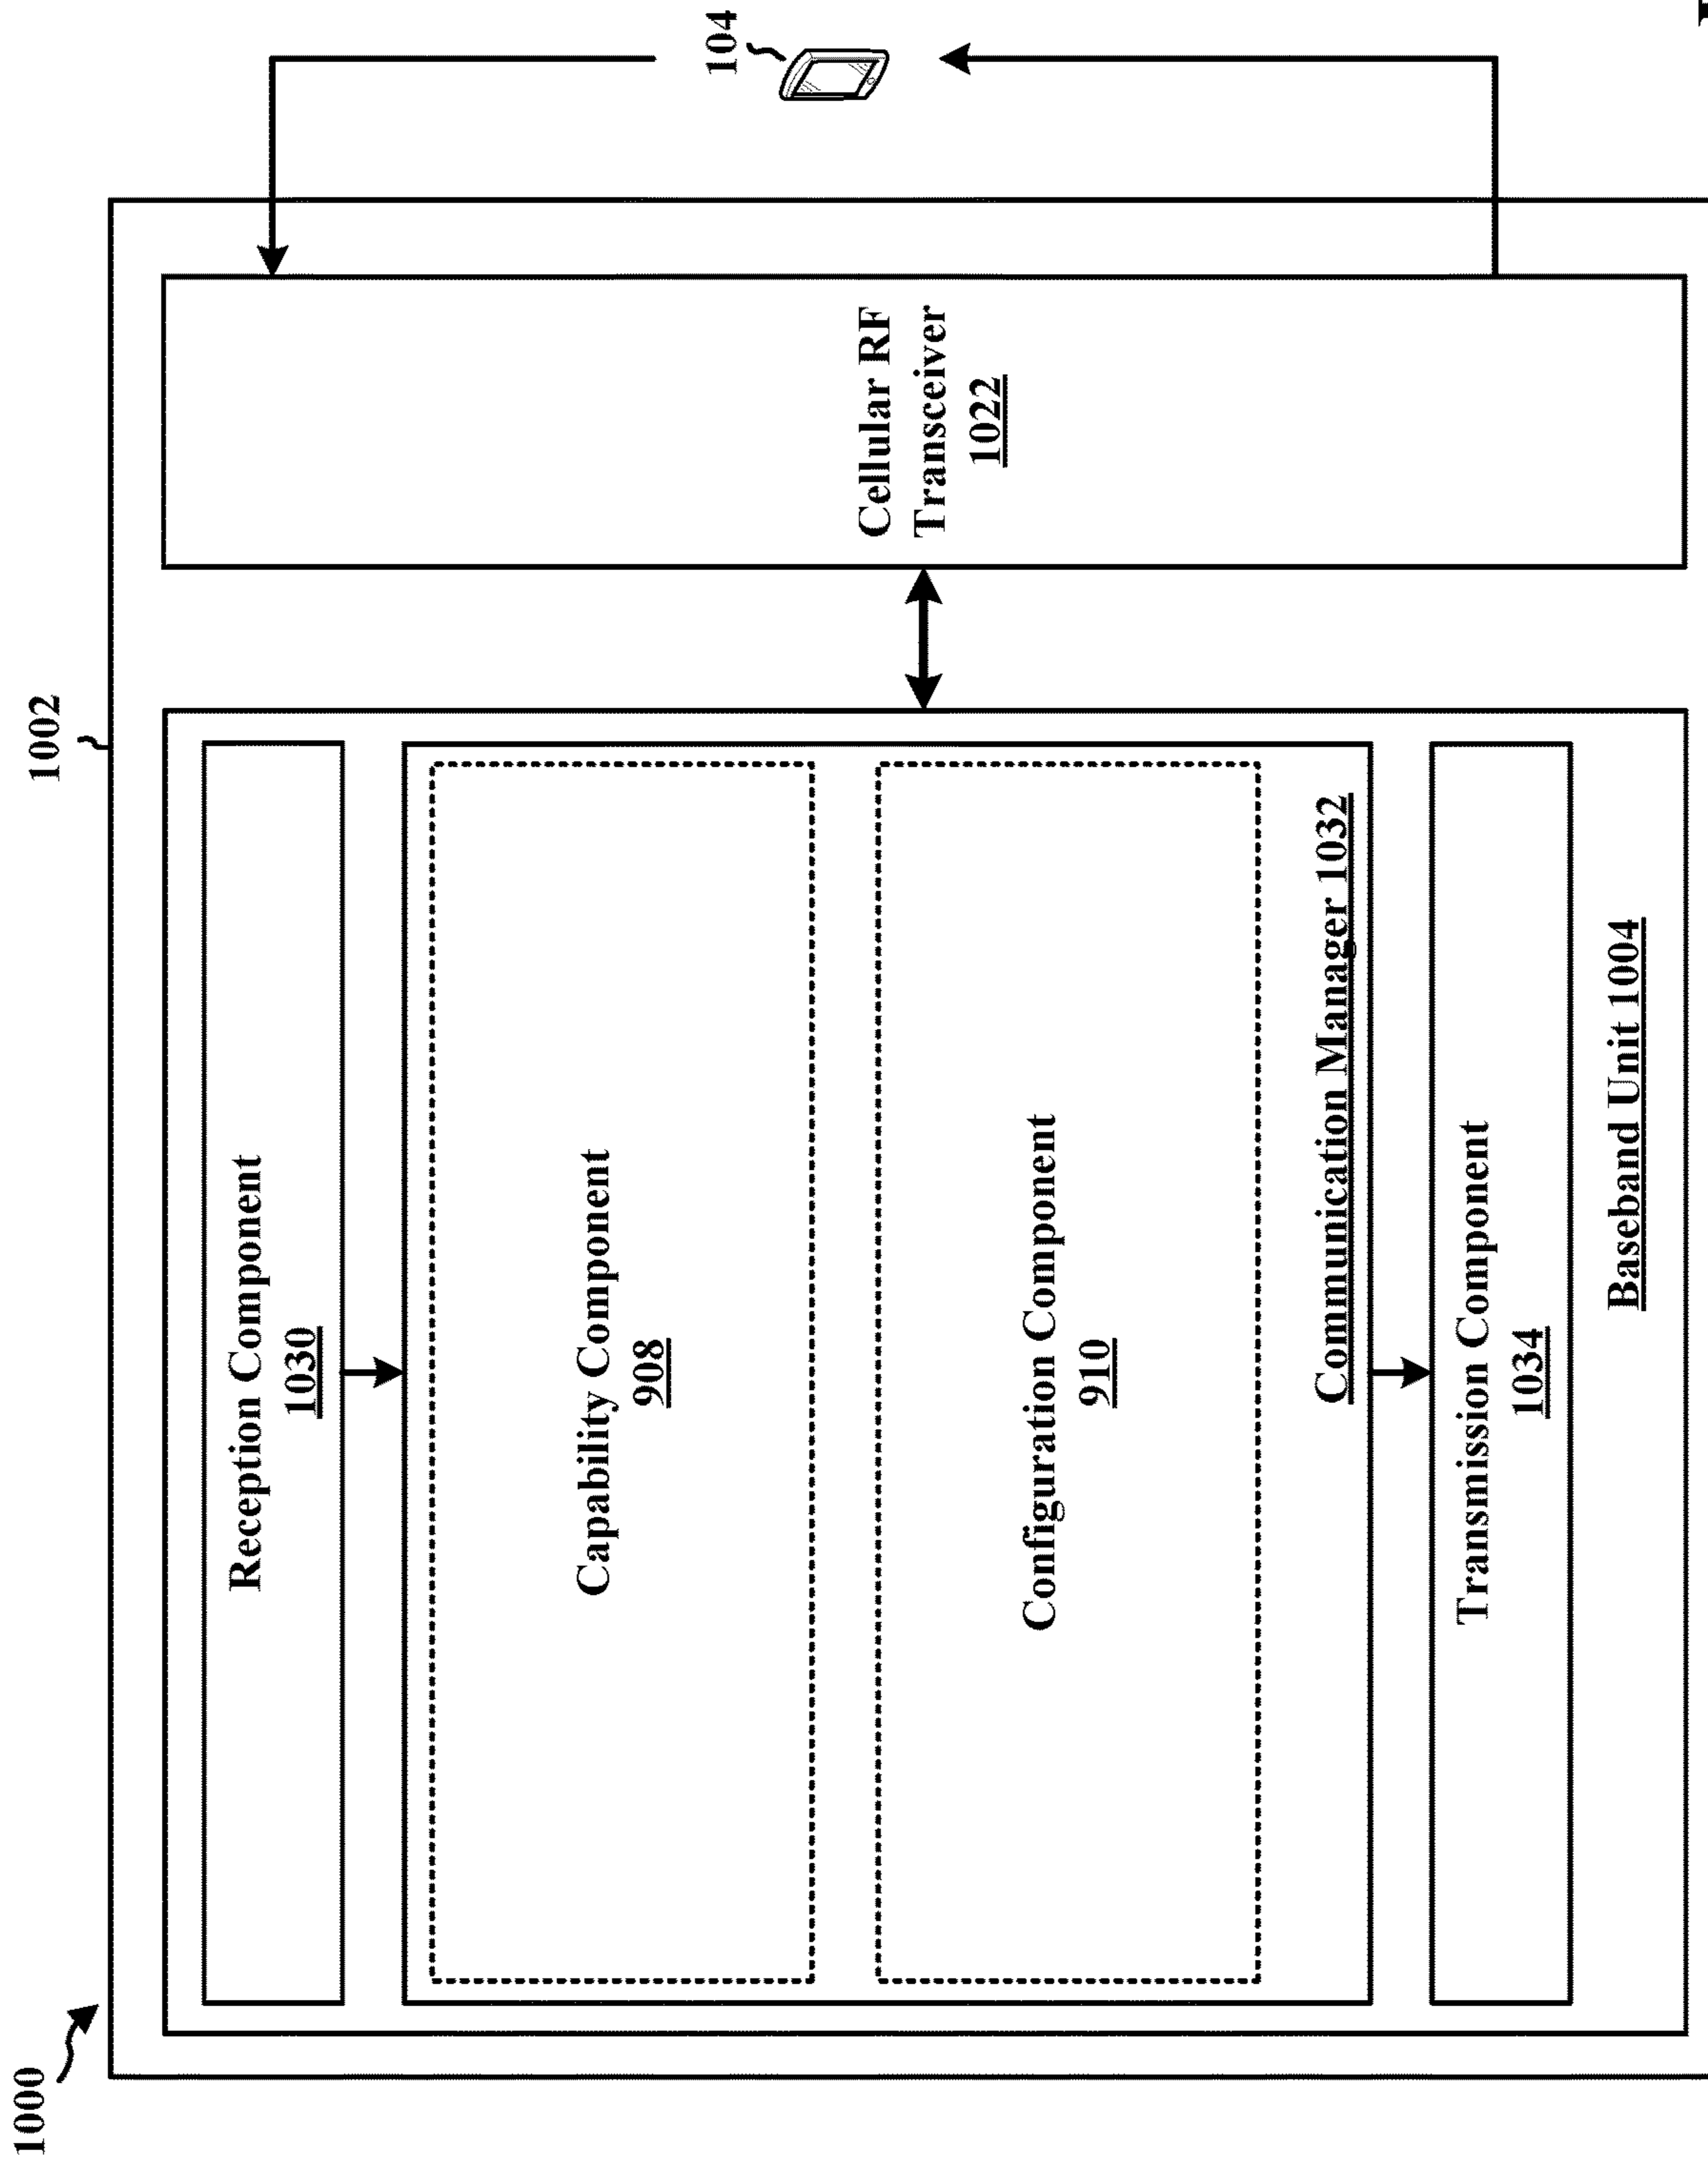 1000
1002
104
Reception Component
1030
Capability Component
908
Configuration Component
910
Communication Manager 1032
Transmission Component
1034
Baseband Unit 1004
Cellular RF
Transceiver
1022